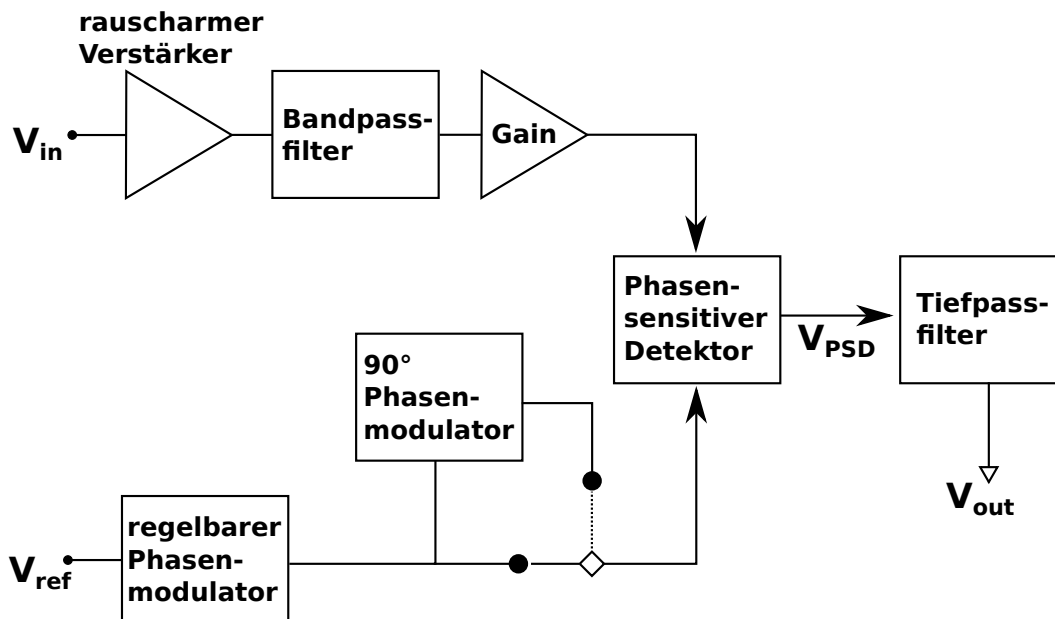 rauscharmer
Verstärker
V_in
Bandpass-
filter
Gain
Phasen-
sensitiver
Detektor
V_PSD
Tiefpass-
filter
V_out
90°
Phasen-
modulator
V_ref
regelbarer
Phasen-
modulator